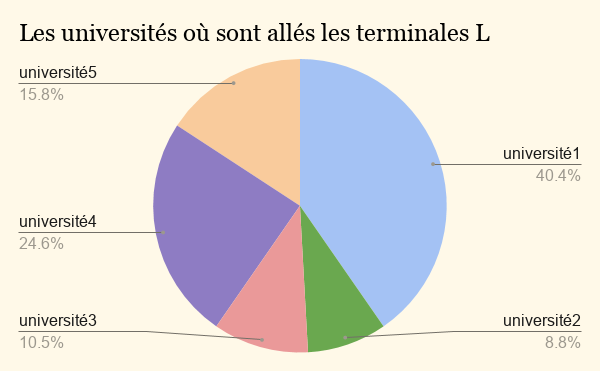 Les universités où sont allés les terminales L
université5
15.8%
université1
40.4%
université4
24.6%
université3
10.5%
université2
8.8%